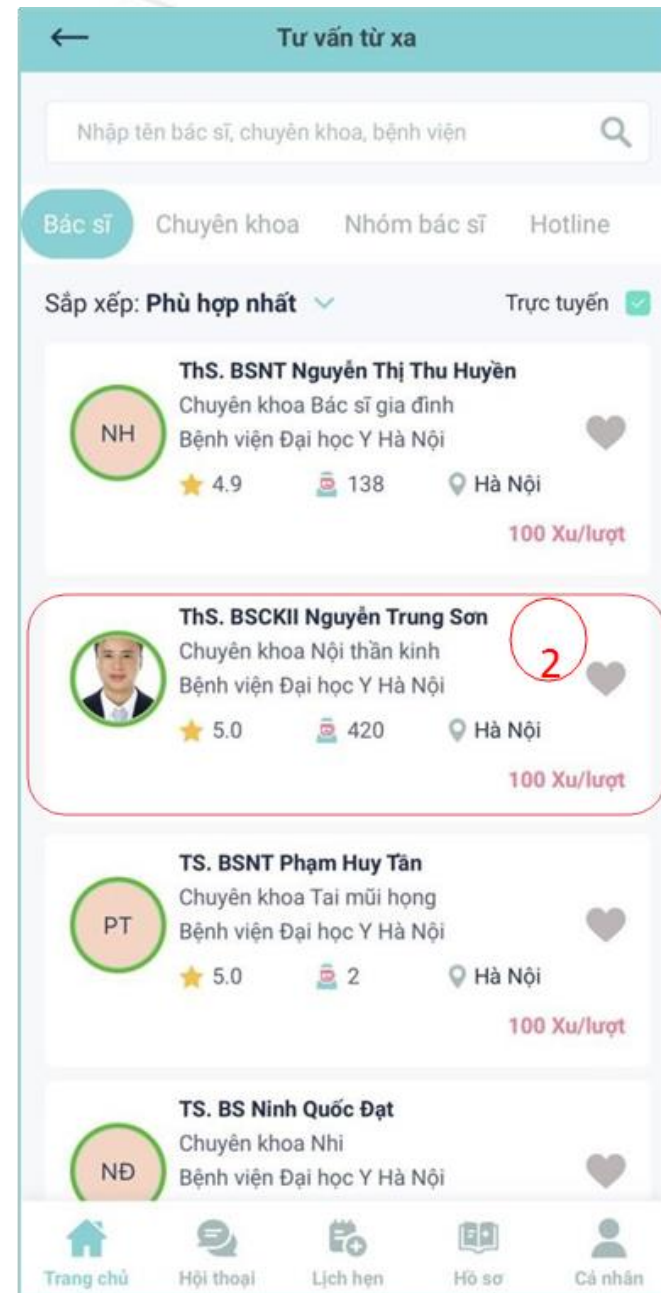 Tư vấn từ xa
Nhập tên bác sĩ, chuyên khoa, bệnh viện
Bác sĩ Chuyên khoa Nhóm bác sĩ Hotline
Sắp xếp: Phù hợp nhất Trực tuyến
ThS. BSNT Nguyễn Thị Thu Huyền
Chuyên khoa Bác sĩ gia đình
NH
Bệnh viện Đại học Y Hà Nội
4.9 138 Hà Nội
100 Xu/lượt
ThS. BSCKII Nguyễn Trung Sơn
Chuyên khoa Nội thần kinh
2
Bệnh viện Đại học Y Hà Nội
5.0 420 Hà Nội
100 Xu/lượt
TS. BSNT Phạm Huy Tần
Chuyên khoa Tai mũi họng
PT
Bệnh viện Đại học Y Hà Nội
5.0 2 Hà Nội
100 Xu/lượt
TS. BS Ninh Quốc Đạt
Chuyên khoa Nhi
NĐ
Bệnh viện Đại học Y Hà Nội
Trang chủ Hội thoại Lịch hẹn Hồ sơ Cá nhân